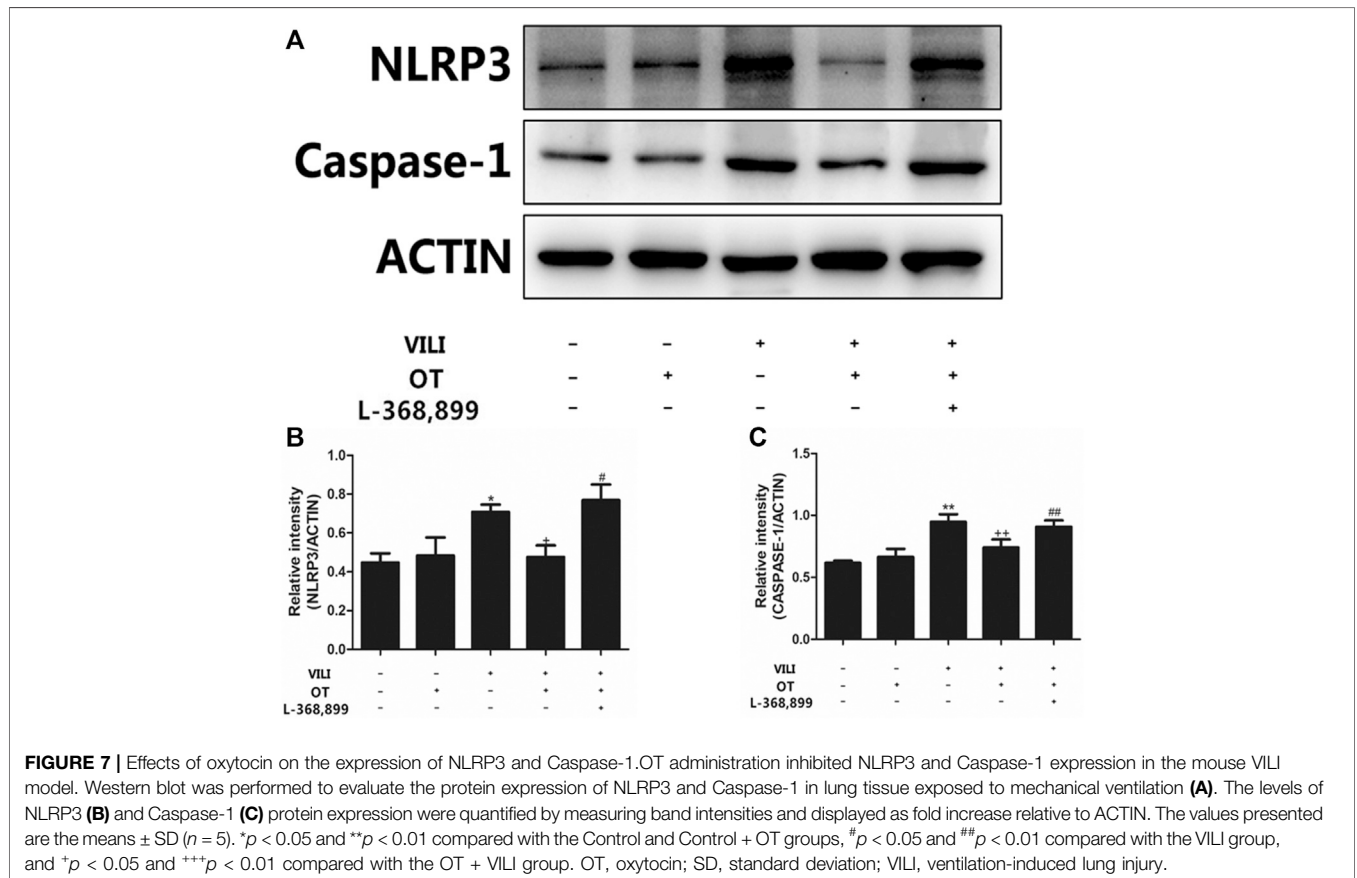 A
NLRP3
Caspase-1
ACTIN
VILI - - + + +
OT - + - + +
L-368,899 - - - - +
B
Relative intensity
(NLRP3/ACTIN)
1.0
0.8
0.6
0.4
0.2
0.0
*
+
#
VILI - - + + +
OT - + - + +
L-368,899 - - - - +
C
Relative intensity
(CASPASE-1/ACTIN)
1.5
1.0
0.5
0.0
**
++
##
VILI - - + + +
OT - + - + +
L-368,899 - - - - +
FIGURE 7 | Effects of oxytocin on the expression of NLRP3 and Caspase-1.OT administration inhibited NLRP3 and Caspase-1 expression in the mouse VILI
model. Western blot was performed to evaluate the protein expression of NLRP3 and Caspase-1 in lung tissue exposed to mechanical ventilation (A). The levels of
NLRP3 (B) and Caspase-1 (C) protein expression were quantified by measuring band intensities and displayed as fold increase relative to ACTIN. The values presented
are the means ± SD (n = 5). *p < 0.05 and **p < 0.01 compared with the Control and Control + OT groups, #p < 0.05 and ##p < 0.01 compared with the VILI group,
and +p < 0.05 and +++p < 0.01 compared with the OT + VILI group. OT, oxytocin; SD, standard deviation; VILI, ventilation-induced lung injury.